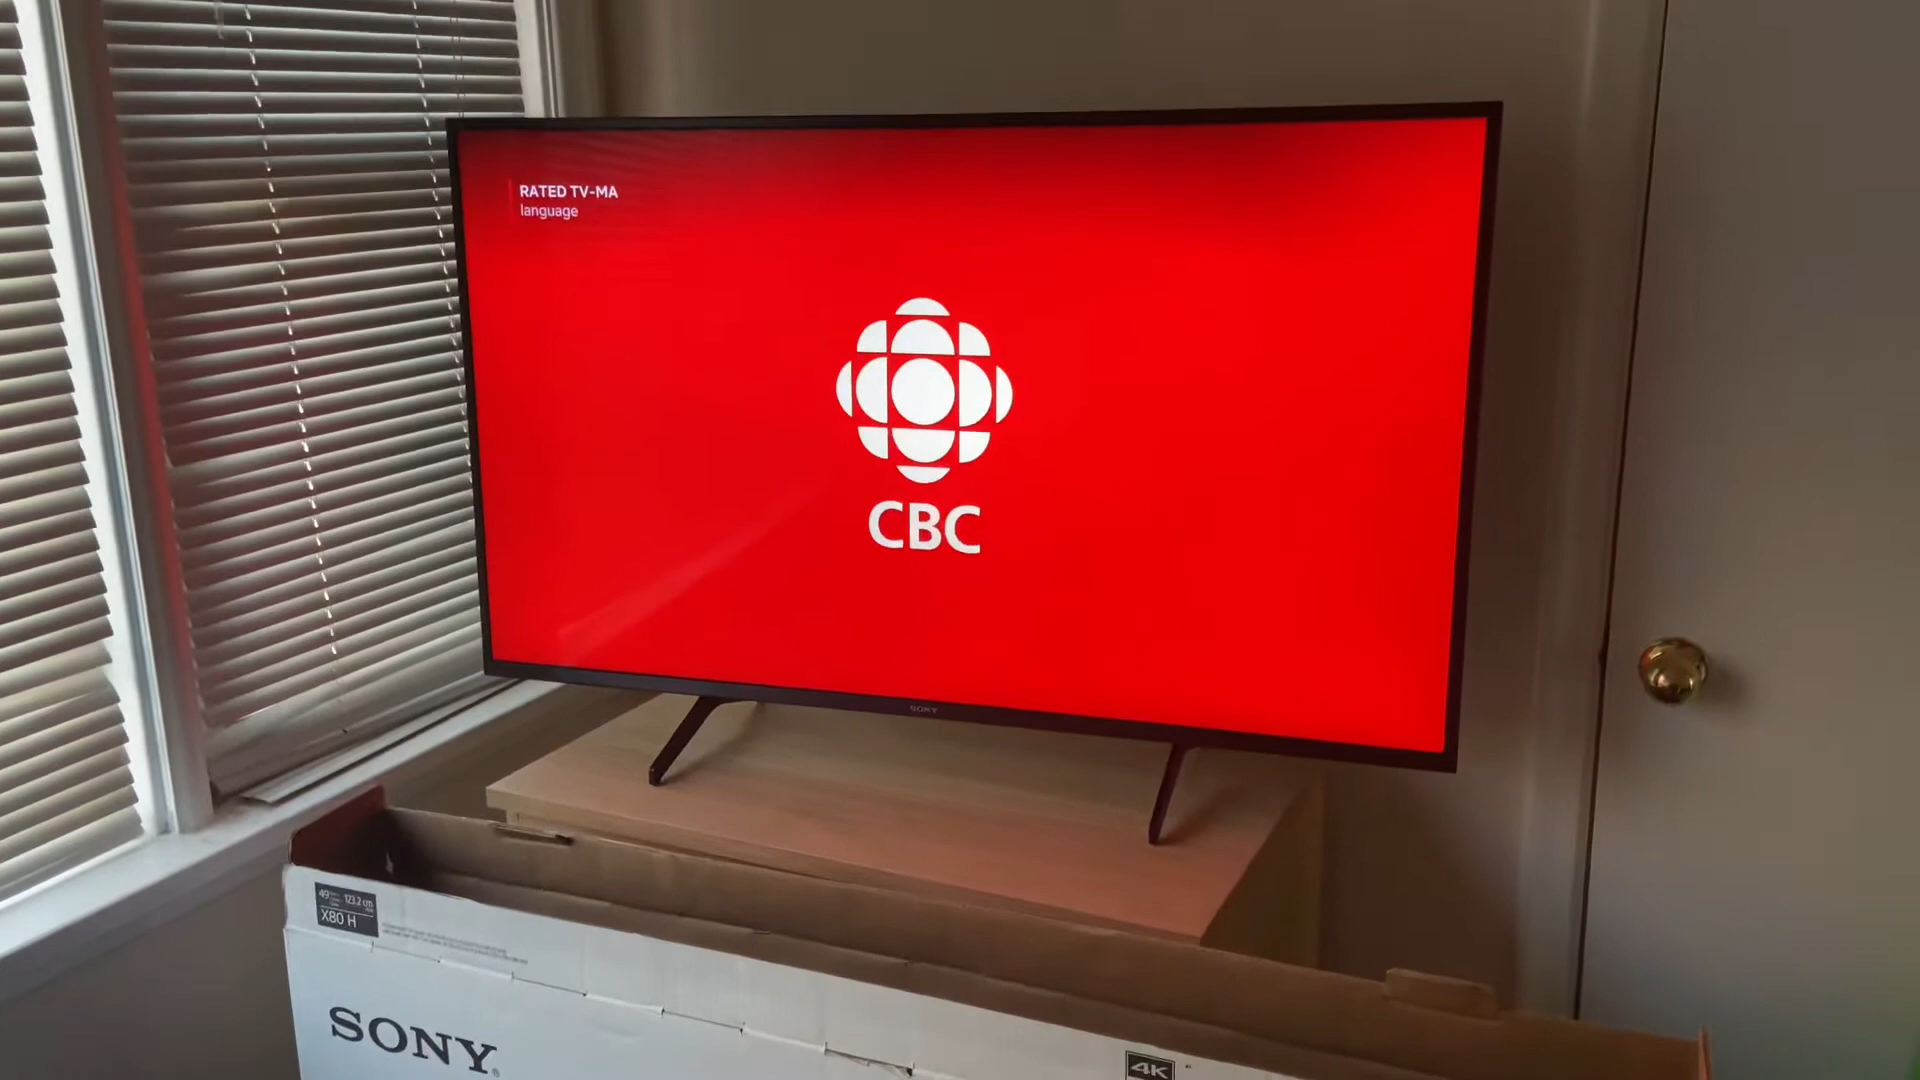 RATED TV-MA
language
CBC
SONY
49
123.2 cm
X80 H
SONY
4K